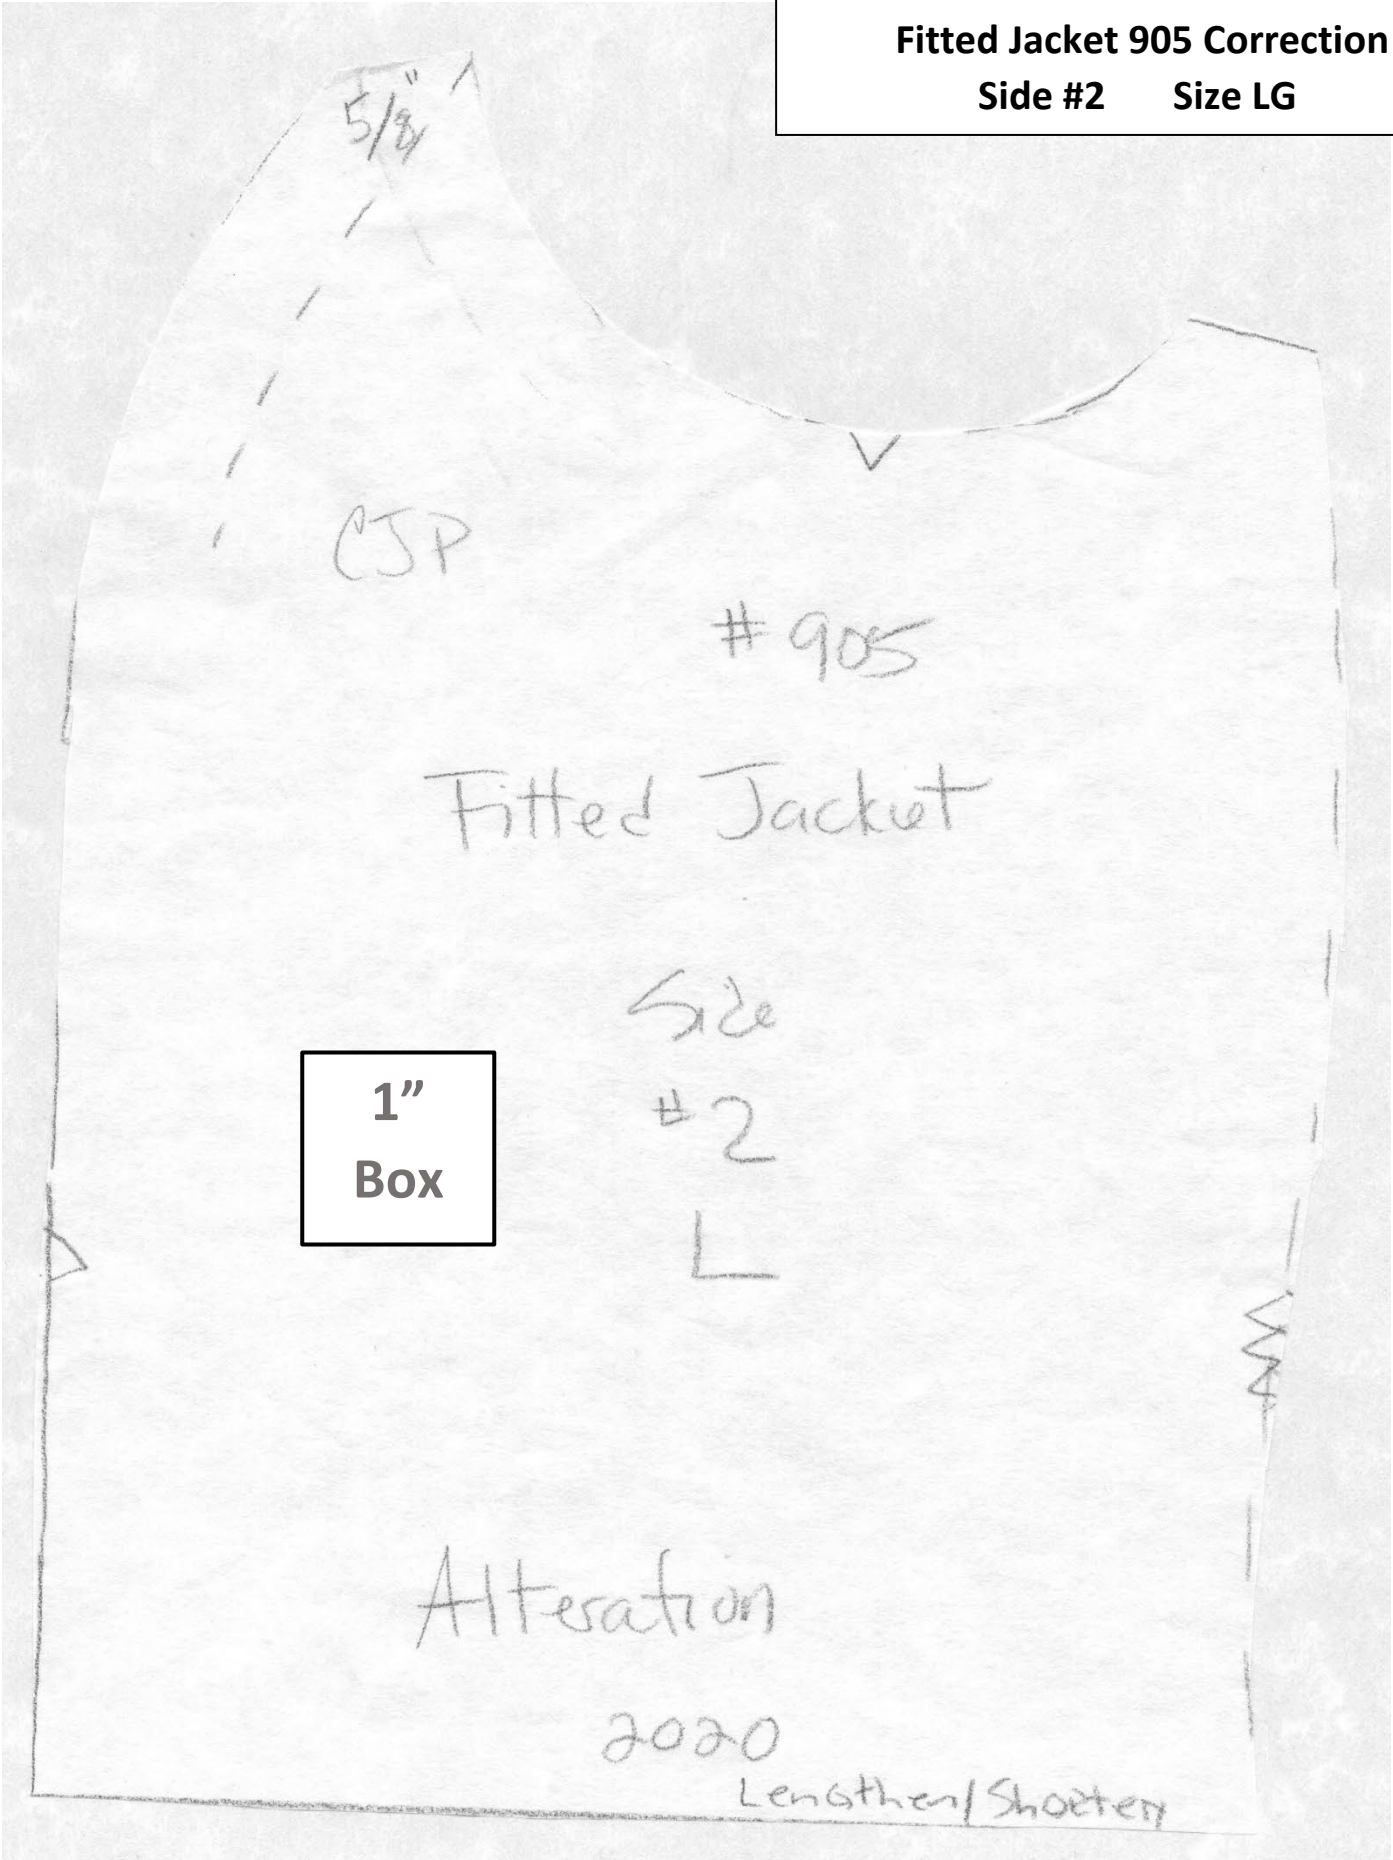 Fitted Jacket 905 Correction
Side #2 Size LG
5/8"
CJP
#905
Fitted Jacket
Side
1”
#2
Box
L
Alteration
2020
Lengthen/Shorten